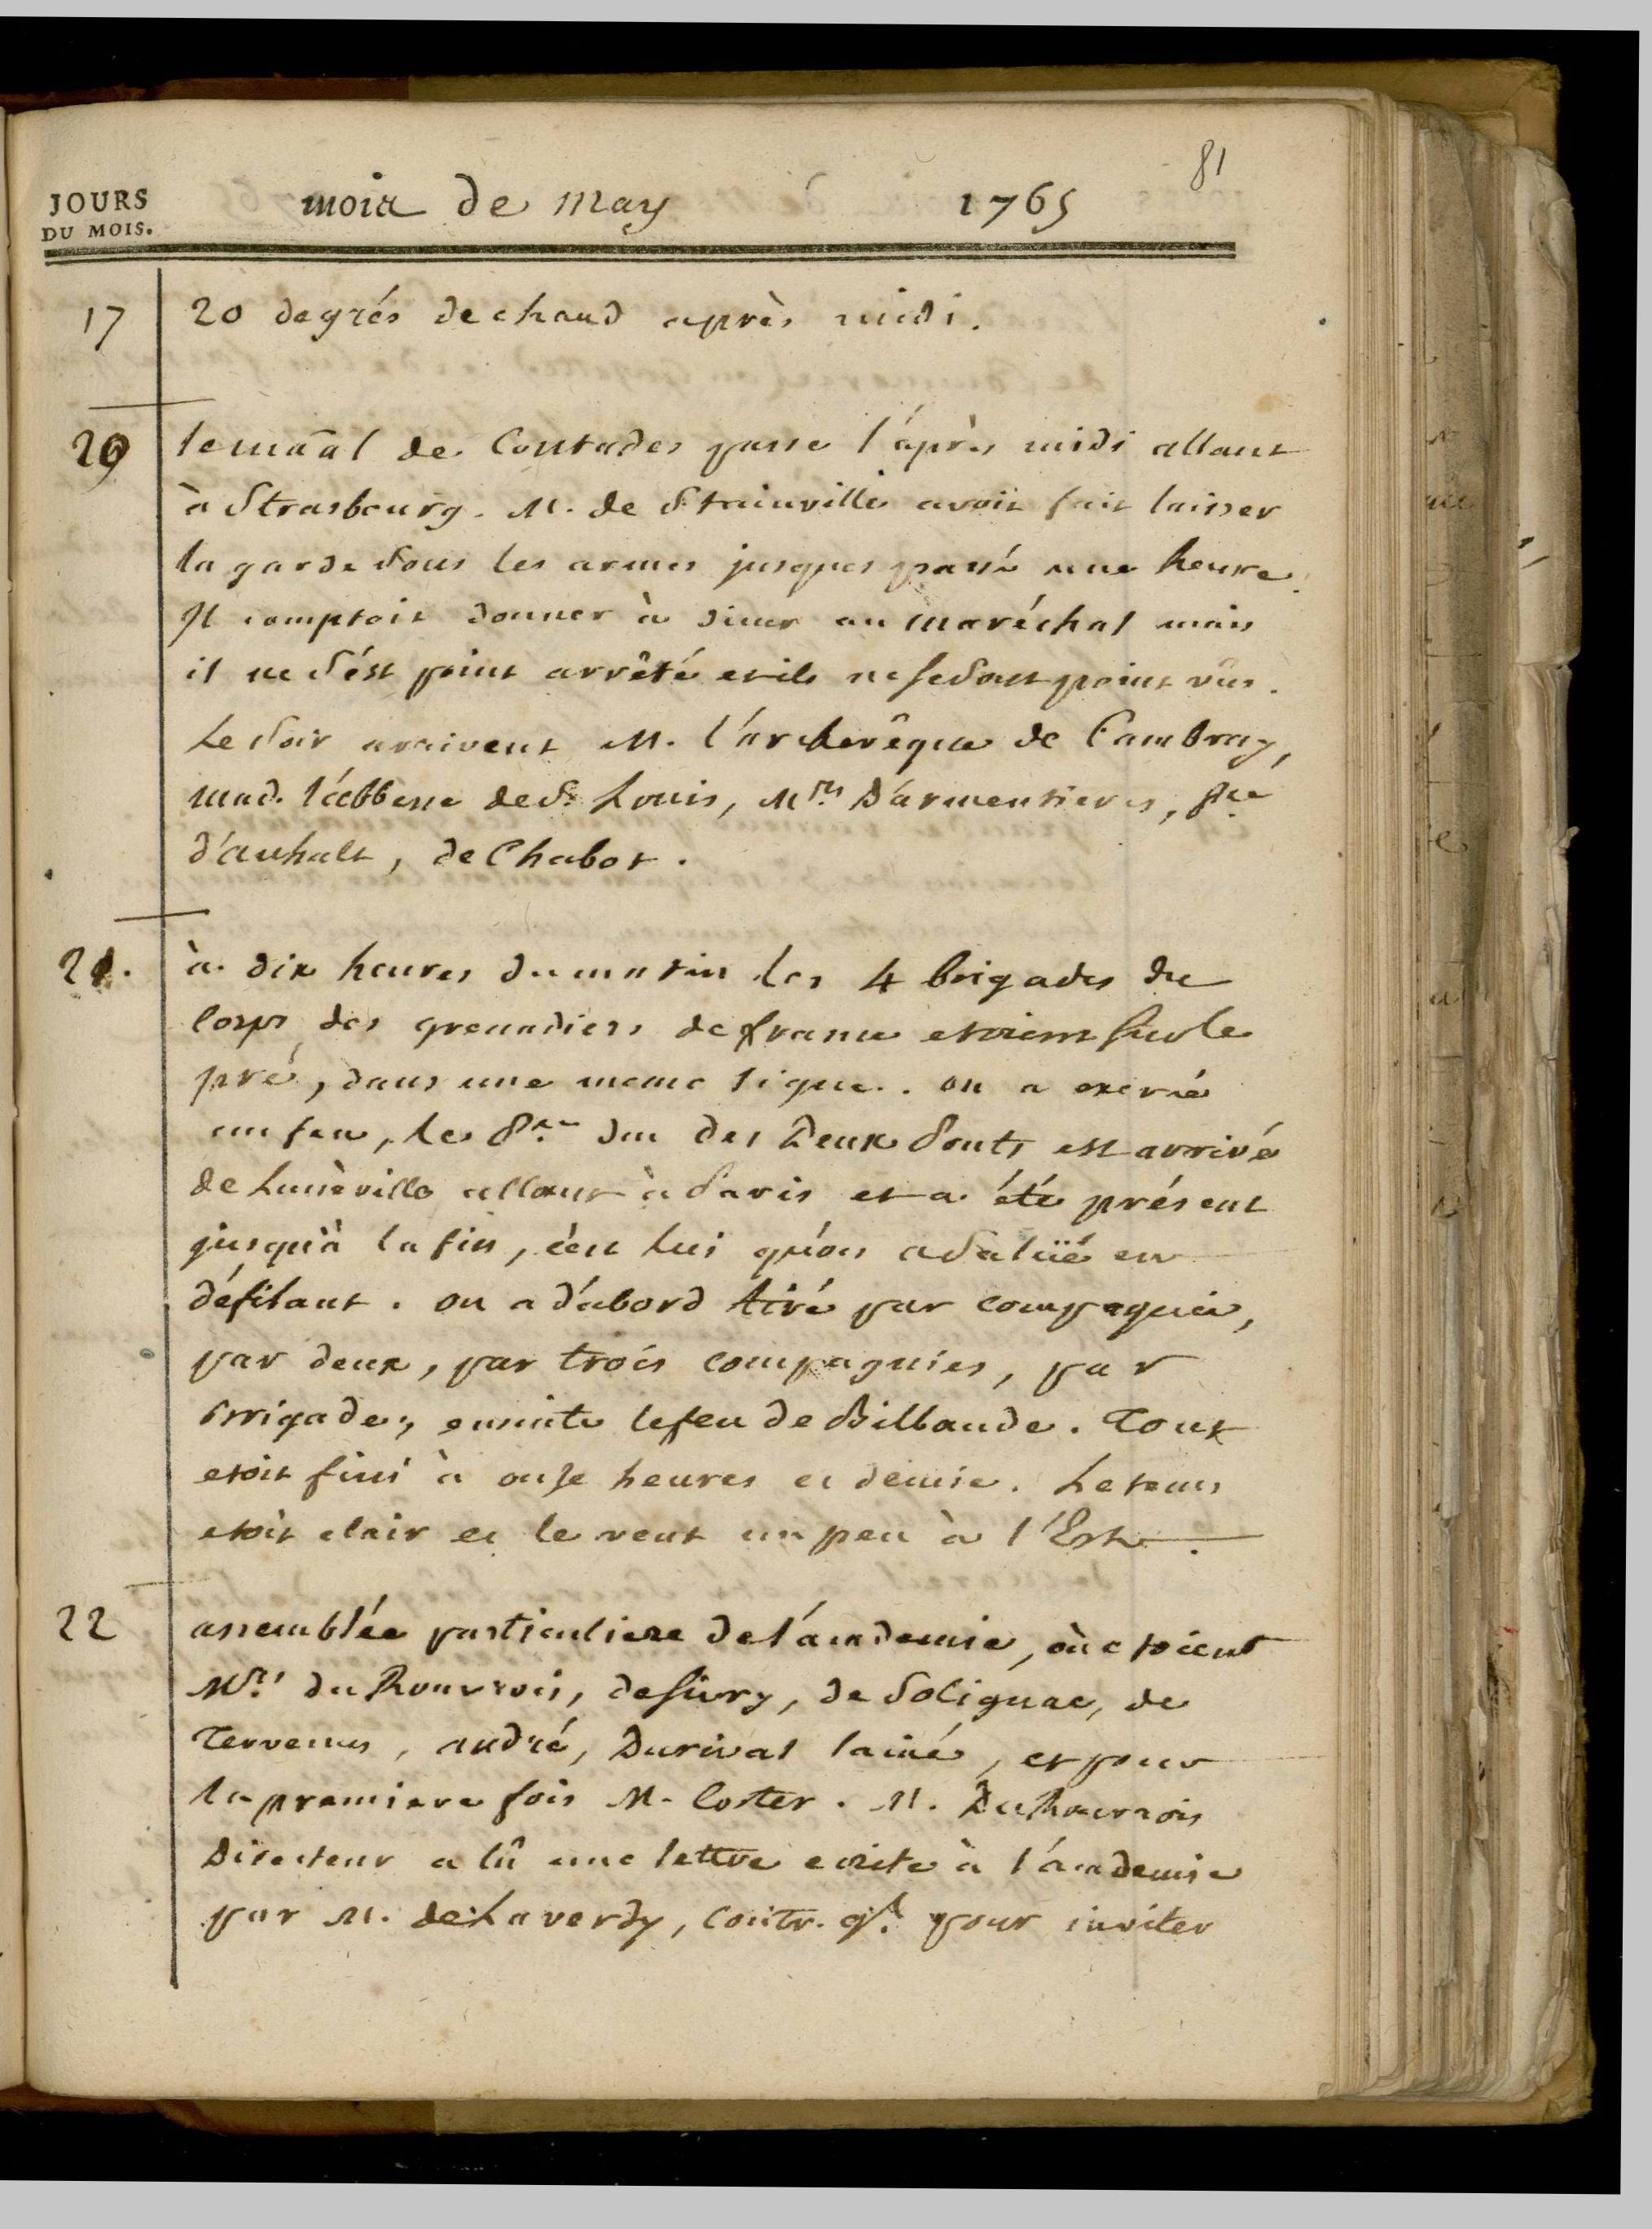 81
JOURS
DU MOIS.
mois de May 1765
17 20 degrés de chaud après midi.
20 le maâl de Contades passe l'après midi allant
à Strasbourg. M. de Stainville avoit fait laisser
la garde sous les armes jusques passé une heure.
Il comptoit donner à diner au maréchal mais
il ne s'est point arrêté et ils ne se sont point vûs.
Le soir arrivent M. l'archevêque de Cambray,
Mad. l'abbesse de St Louis, Mrs D'armentieres, Pce
d'anhalt, de Chabot.
21. à dix heures du matin les 4 brigades du
corps des grenadiers de france etoient sur le
pré, dans une meme ligne. on a exercé
au feu, le Pce duc des Deux Ponts est arrivé
de Lunéville allant à Paris et a été présent
jusqu'à la fin, c'est lui qu'on a salüé en
défilant. on a d'abord tiré par compagnie,
par deux, par trois compagnies, par
brigade, ensuite le feu de Billbaude. Tout
etoit fini à onze heures et demie. Le tems
etoit clair et le vent un peu à l'Est.
22 assemblée particuliere de l'academie, où etoient
Mrs du Rouvrois, de Sivry, de Solignac, de
Tervenus, andré, Durival lainé, et pour
la premiere fois M. Coster. M. Du Rouvrois
Directeur a lû une lettre ecrite à l'academie
par M. de Laverdy, Contr. gl. pour inviter